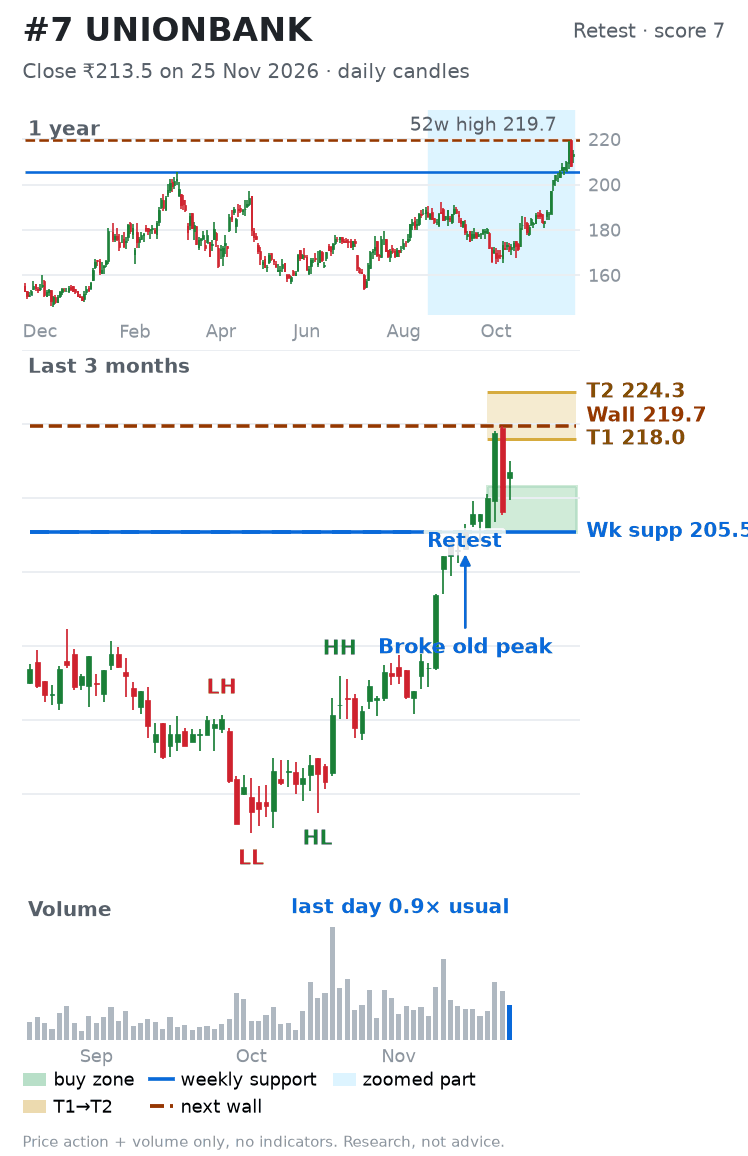 #7 UNIONBANK
Retest · score 7
Close ₹213.5 on 25 Nov 2026 · daily candles
1 year
52w high 219.7
220
200
180
160
Dec Feb Apr Jun Aug Oct
Last 3 months
T2 224.3
Wall 219.7
T1 218.0
Wk supp 205.5
Retest
HH
Broke old peak
LH
HL
LL
Volume
last day 0.9× usual
Sep Oct Nov
buy zone weekly support zoomed part
T1→T2 next wall
Price action + volume only, no indicators. Research, not advice.